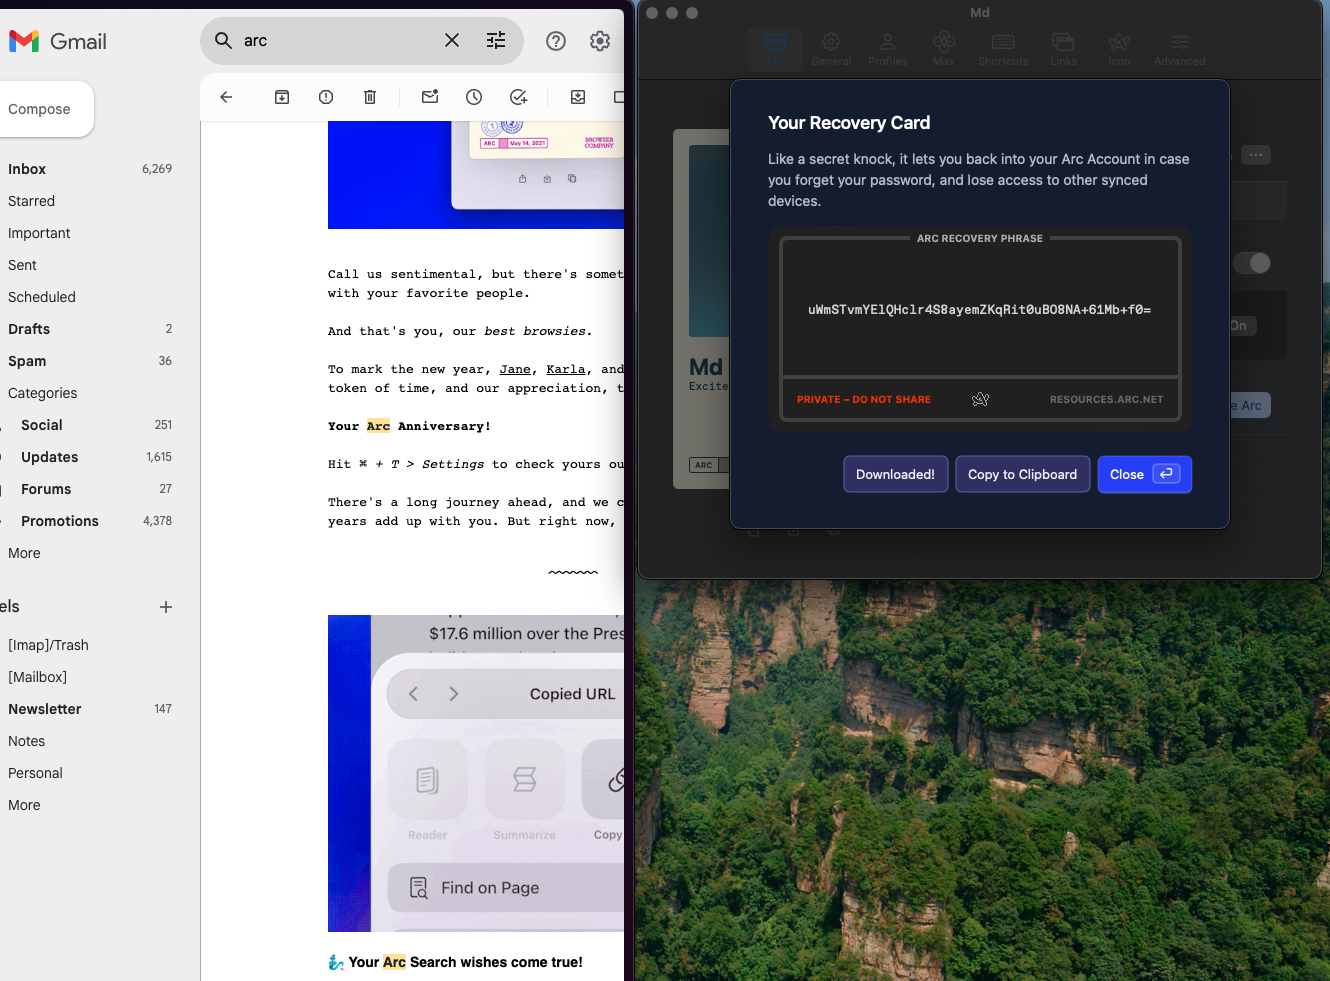 Gmail
arc
Compose
Inbox 6,269
Starred
Important
Sent
Scheduled
Drafts 2
Spam 36
Categories
Social 251
Updates 1,615
Forums 27
Promotions 4,378
More
els
[Imap]/Trash
[Mailbox]
Newsletter 147
Notes
Personal
More
ARC May 14, 2021
BROWSER
COMPANY
Call us sentimental, but there's somet
with your favorite people.
And that's you, our best browsies.
To mark the new year, Jane, Karla, and
token of time, and our appreciation, t
Your Arc Anniversary!
Hit ⌘ + T > Settings to check yours ou
There's a long journey ahead, and we c
years add up with you. But right now,
$17.6 million over the Pres
Copied URL
Reader
Summarize
Copy
Find on Page
Your Arc Search wishes come true!
Md
Md
General
Profiles
Max
Shortcuts
Links
Icon
Advanced
Md
Excite
ARC
On
e Arc
Your Recovery Card
Like a secret knock, it lets you back into your Arc Account in case
you forget your password, and lose access to other synced
devices.
ARC RECOVERY PHRASE
uWmSTvmYElQHclr4S8ayemZKqRit0uBO8NA+61Mb+f0=
PRIVATE – DO NOT SHARE
RESOURCES.ARC.NET
Downloaded!
Copy to Clipboard
Close